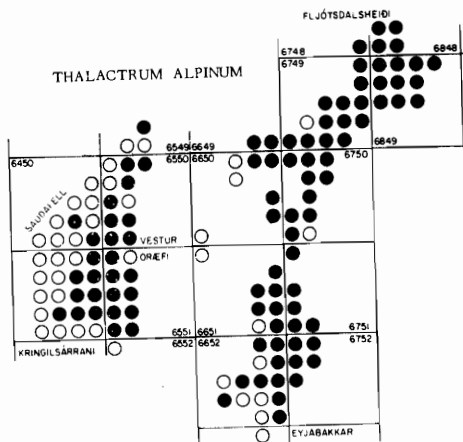 FLJÓTSDALSHEIÐI
6748 6848
6749
THALACTRUM ALPINUM
6450 6549 6649 6849
6550 6650 6750
SAUÐAFELL
VESTUR
ÖRÆFI
6551 6651 6751
KRINGILSÁRRANI 6552 6652 6752
EYJABAKKAR